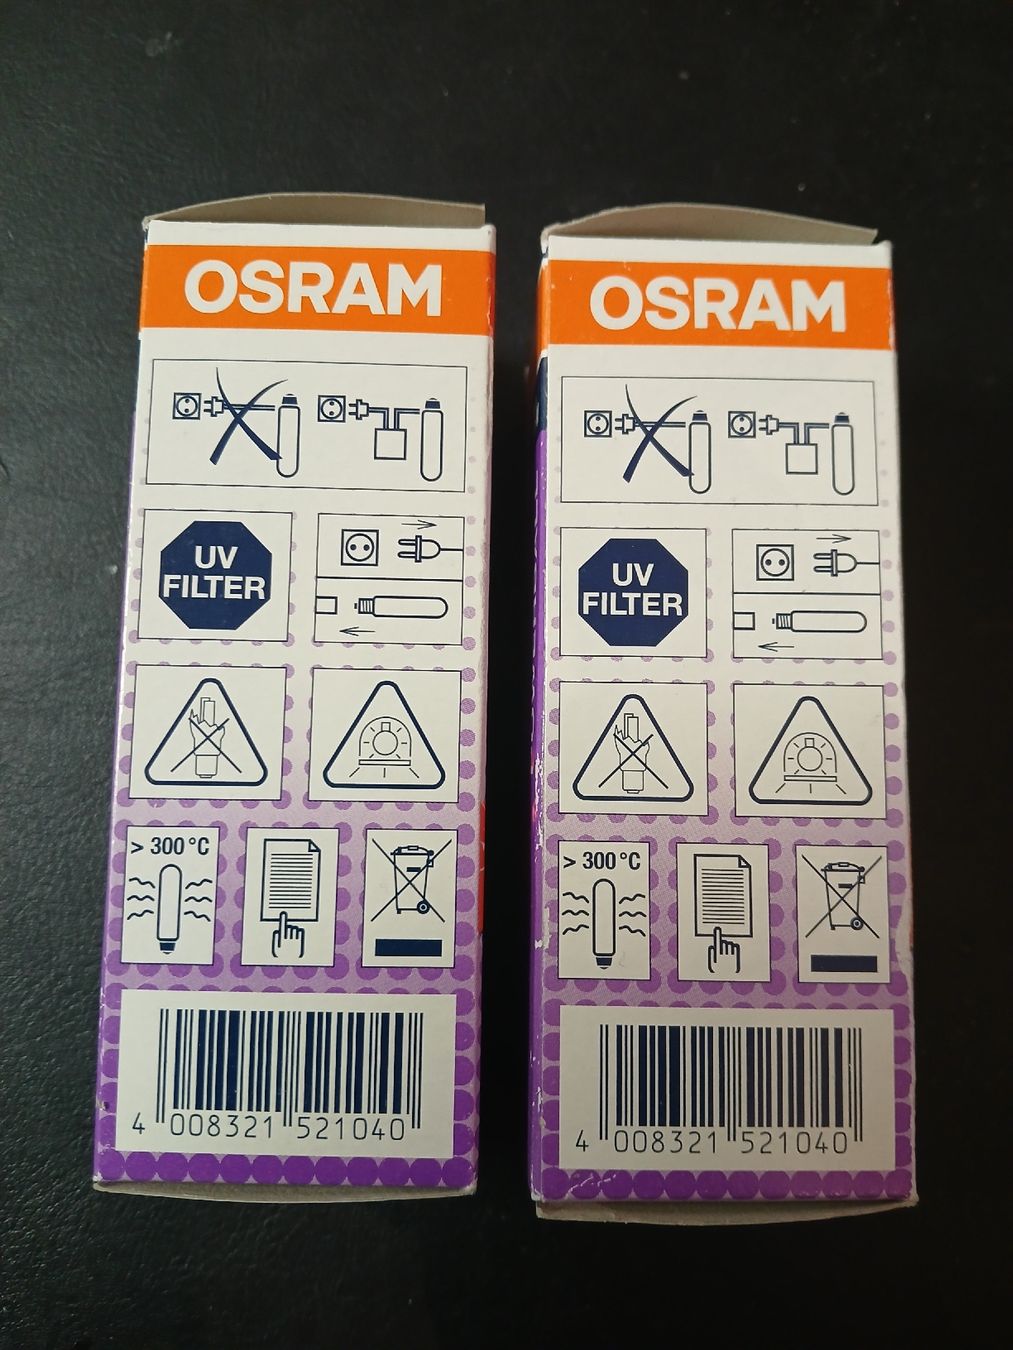 OSRAM
UV
FILTER
> 300 °C
4 008321 521040
OSRAM
UV
FILTER
> 300 °C
4 008321 521040